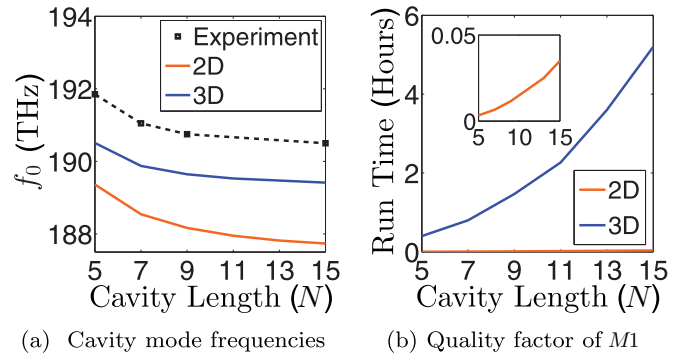 194
192
190
188
f₀ (THz)
Experiment
2D
3D
5 7 9 11 13 15
Cavity Length (N)
(a) Cavity mode frequencies
6
4
2
0
Run Time (Hours)
0.05
0
5 10 15
2D
3D
5 7 9 11 13 15
Cavity Length (N)
(b) Quality factor of M1